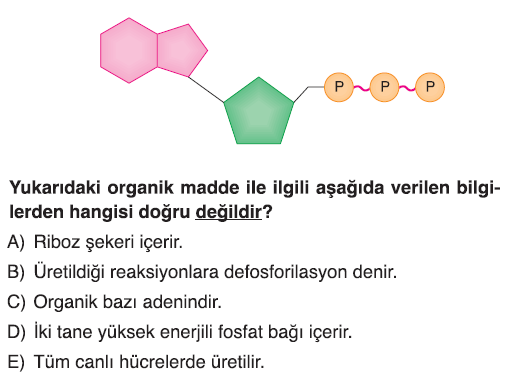 P P P
Yukarıdaki organik madde ile ilgili aşağıda verilen bilgi-
lerden hangisi doğru değildir?
A) Riboz şekeri içerir.
B) Üretildiği reaksiyonlara defosforilasyon denir.
C) Organik bazı adenindir.
D) İki tane yüksek enerjili fosfat bağı içerir.
E) Tüm canlı hücrelerde üretilir.